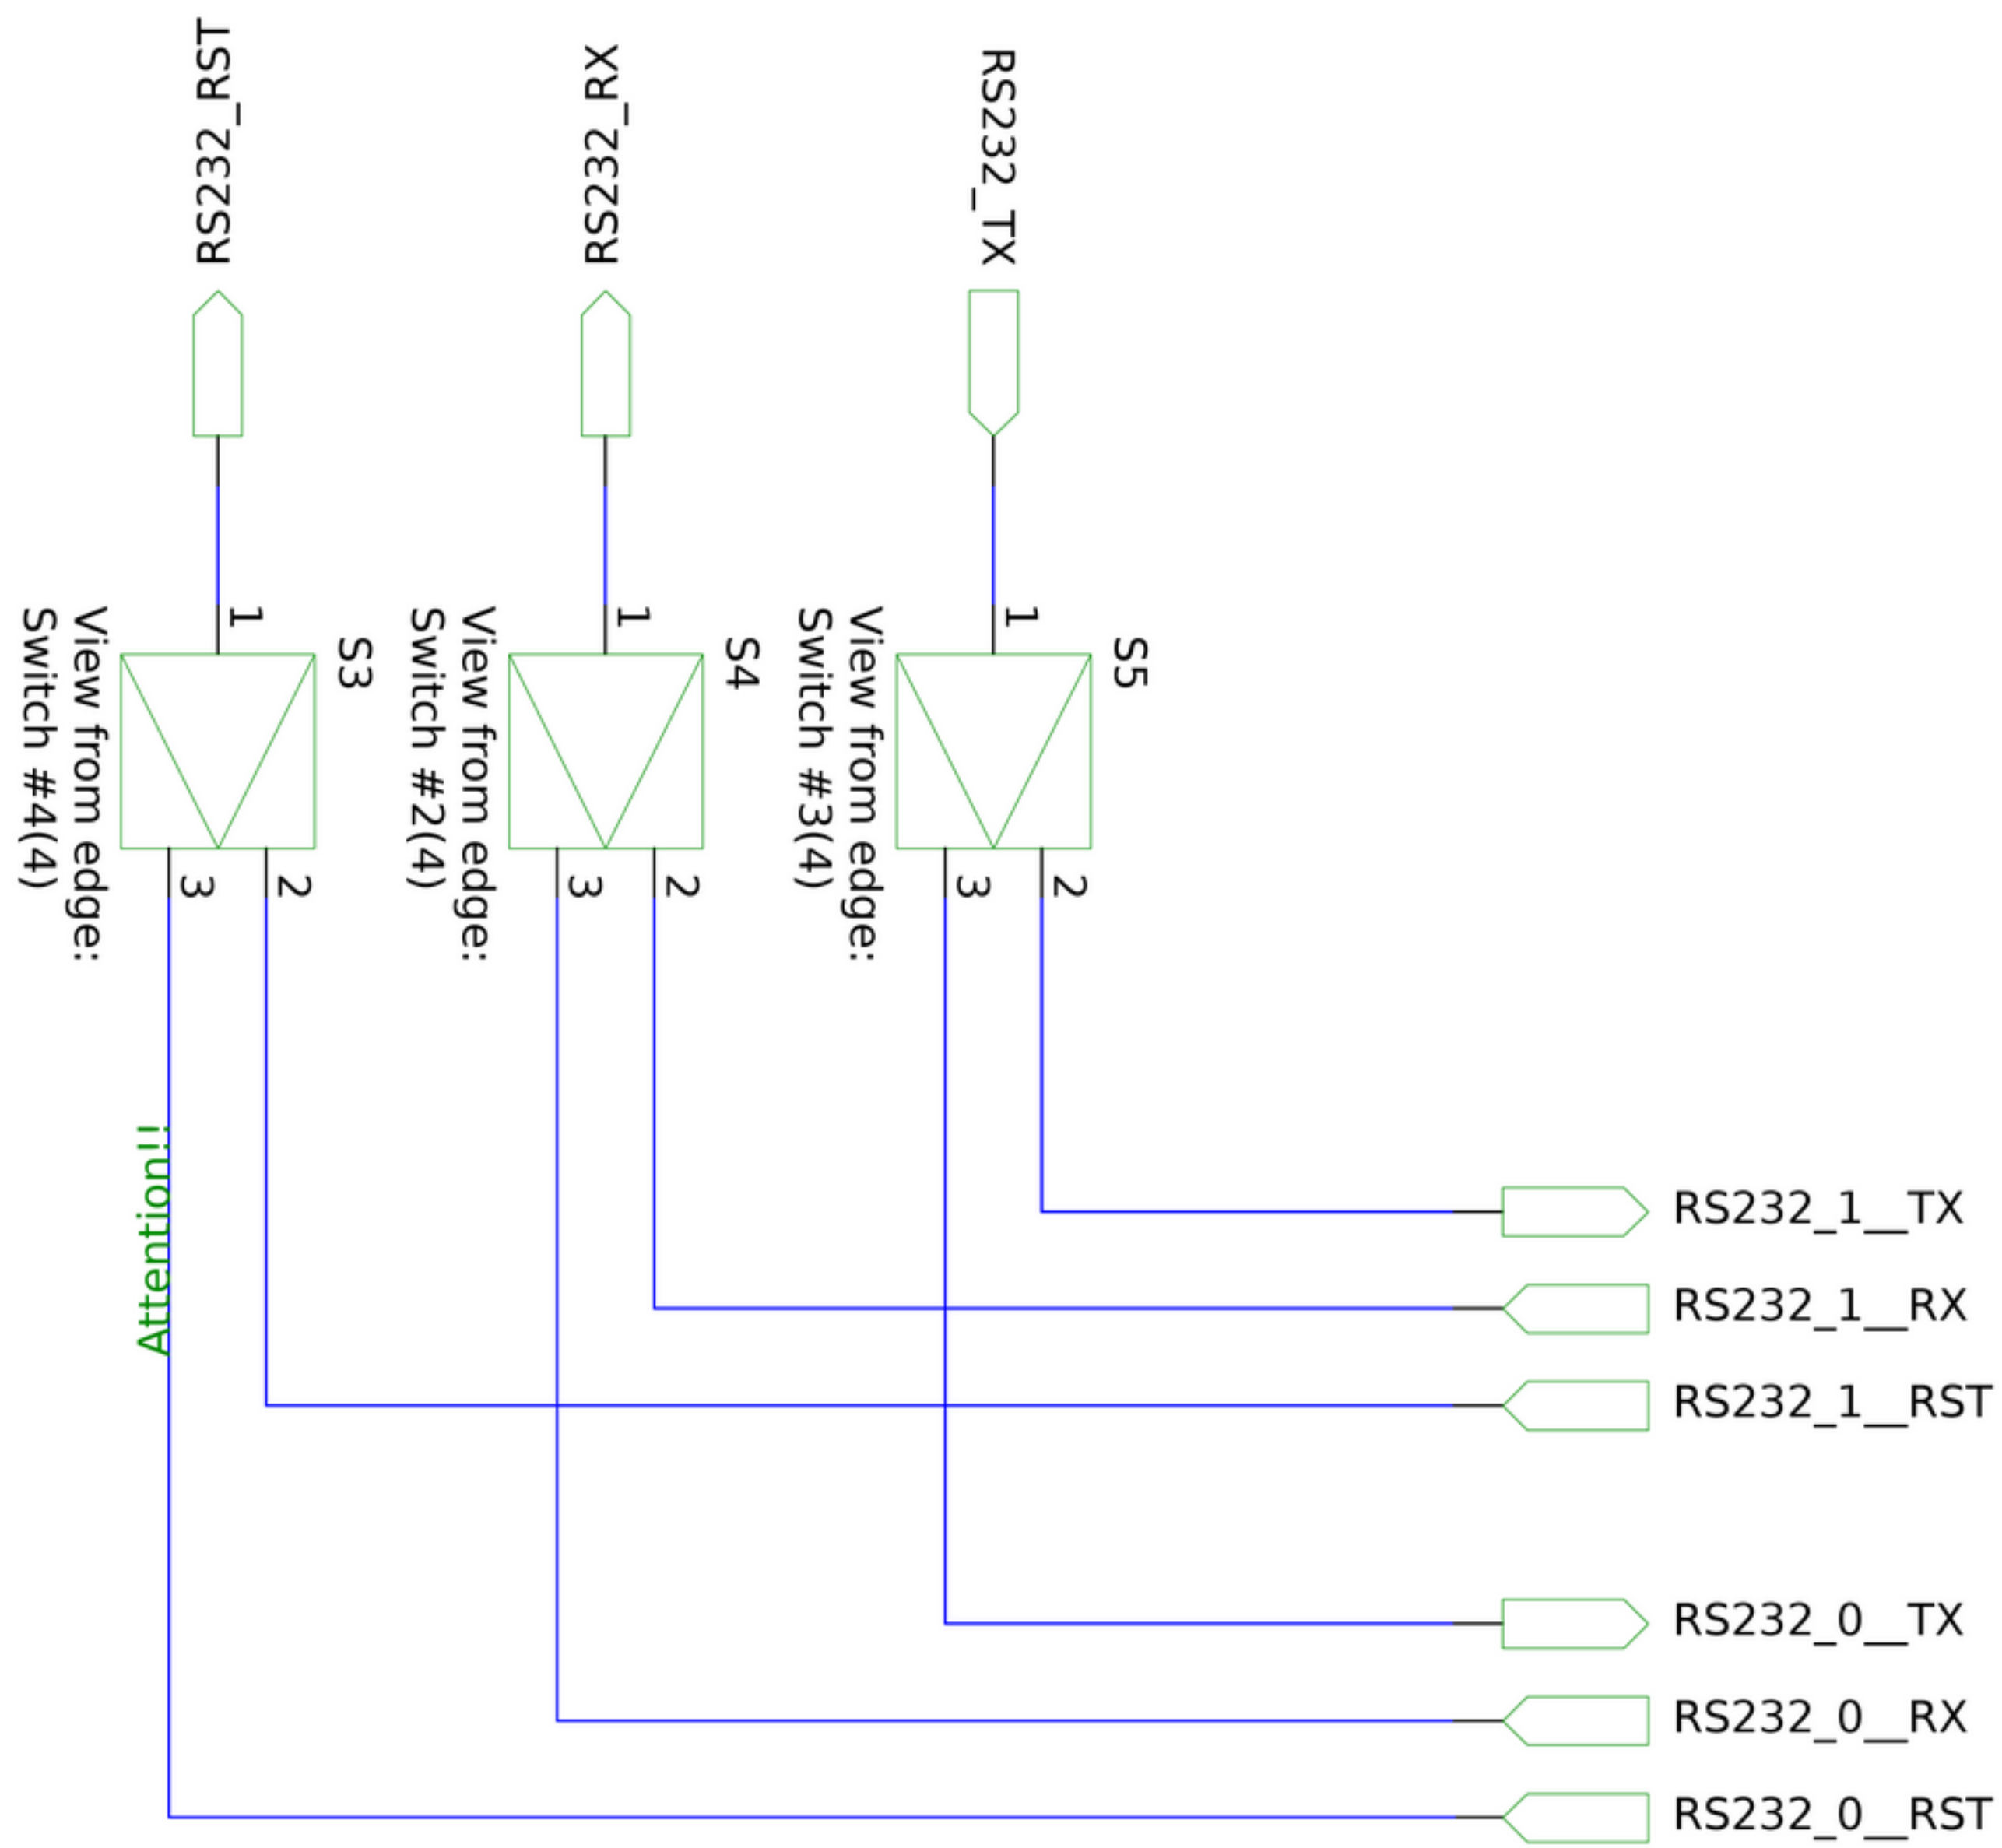 RS232_RST
RS232_RX
RS232_TX
1
1
1
S3
S4
S5
View from edge:
Switch #4(4)
View from edge:
Switch #2(4)
View from edge:
Switch #3(4)
3
2
3
2
3
2
Attention!!
RS232_1__TX
RS232_1__RX
RS232_1__RST
RS232_0__TX
RS232_0__RX
RS232_0__RST